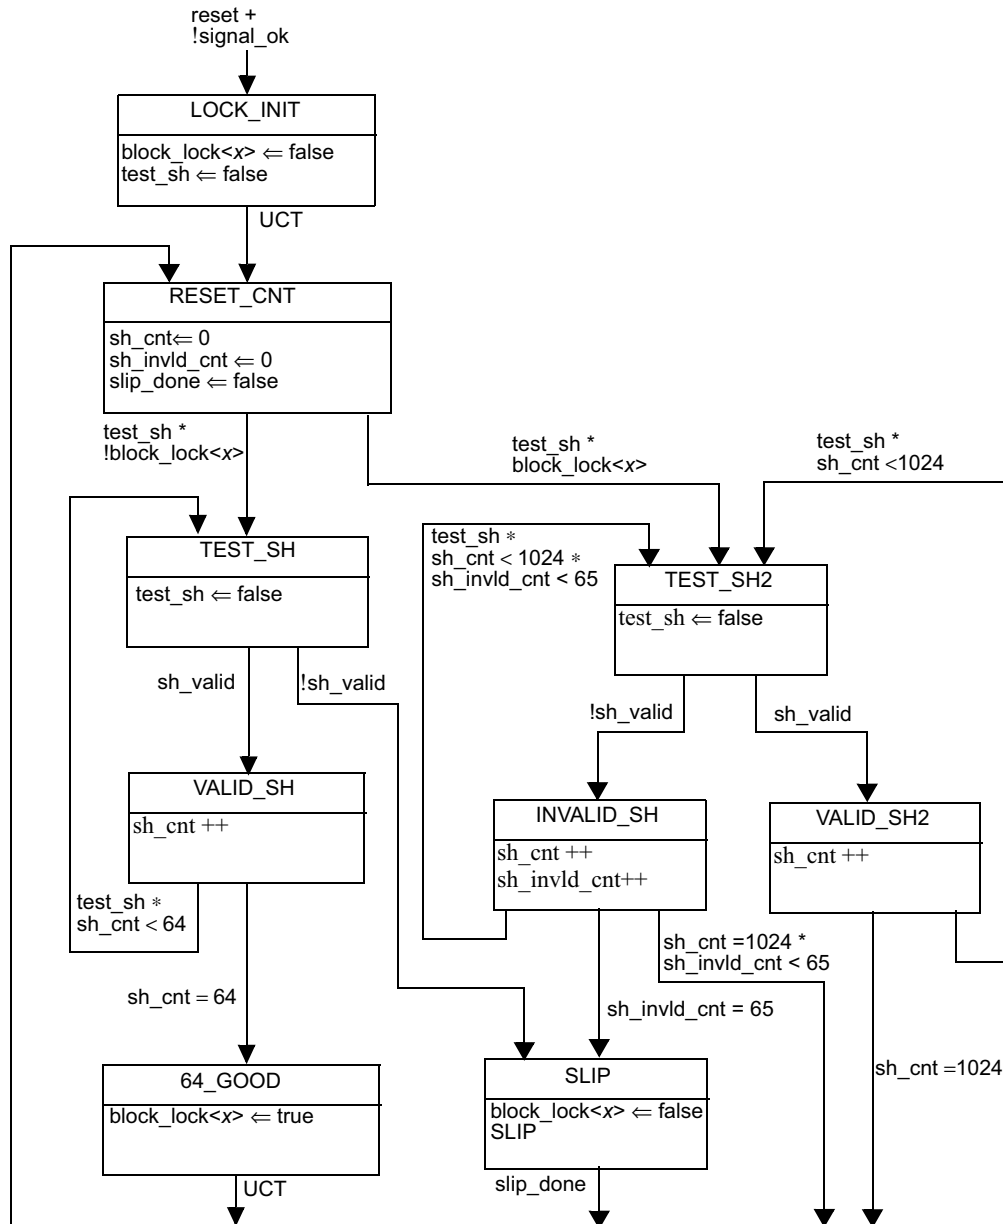 reset +
!signal_ok
LOCK_INIT
block_lock<x> ⇐ false
test_sh ⇐ false
UCT
RESET_CNT
sh_cnt⇐ 0
sh_invld_cnt ⇐ 0
slip_done ⇐ false
test_sh *
!block_lock<x>
test_sh *
block_lock<x>
test_sh *
sh_cnt <1024
TEST_SH
test_sh ⇐ false
test_sh *
sh_cnt < 1024 *
sh_invld_cnt < 65
TEST_SH2
test_sh ⇐ false
sh_valid
!sh_valid
!sh_valid
sh_valid
VALID_SH
sh_cnt ++
INVALID_SH
sh_cnt ++
sh_invld_cnt++
VALID_SH2
sh_cnt ++
test_sh *
sh_cnt < 64
sh_cnt =1024 *
sh_invld_cnt < 65
sh_cnt = 64
sh_invld_cnt = 65
sh_cnt =1024
64_GOOD
block_lock<x> ⇐ true
SLIP
block_lock<x> ⇐ false
SLIP
UCT
slip_done